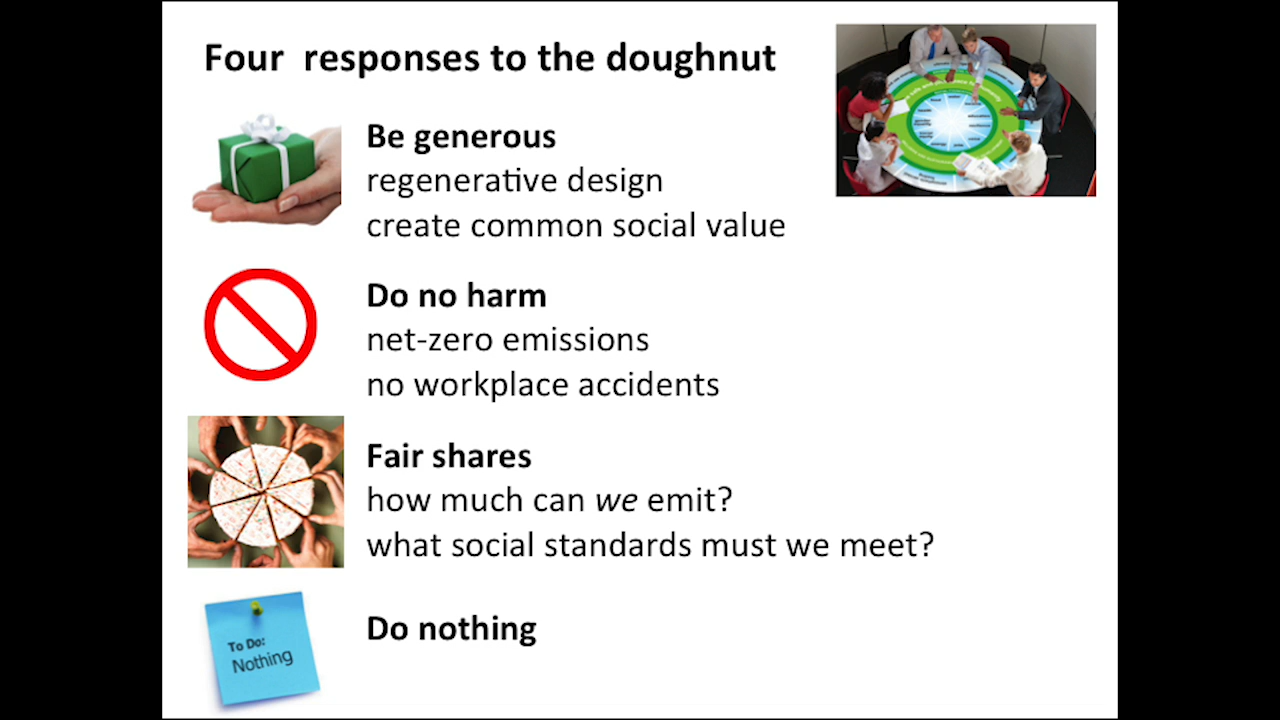 Four responses to the doughnut
Be generous
regenerative design
create common social value
Do no harm
net-zero emissions
no workplace accidents
Fair shares
how much can we emit?
what social standards must we meet?
To Do:
Nothing
Do nothing